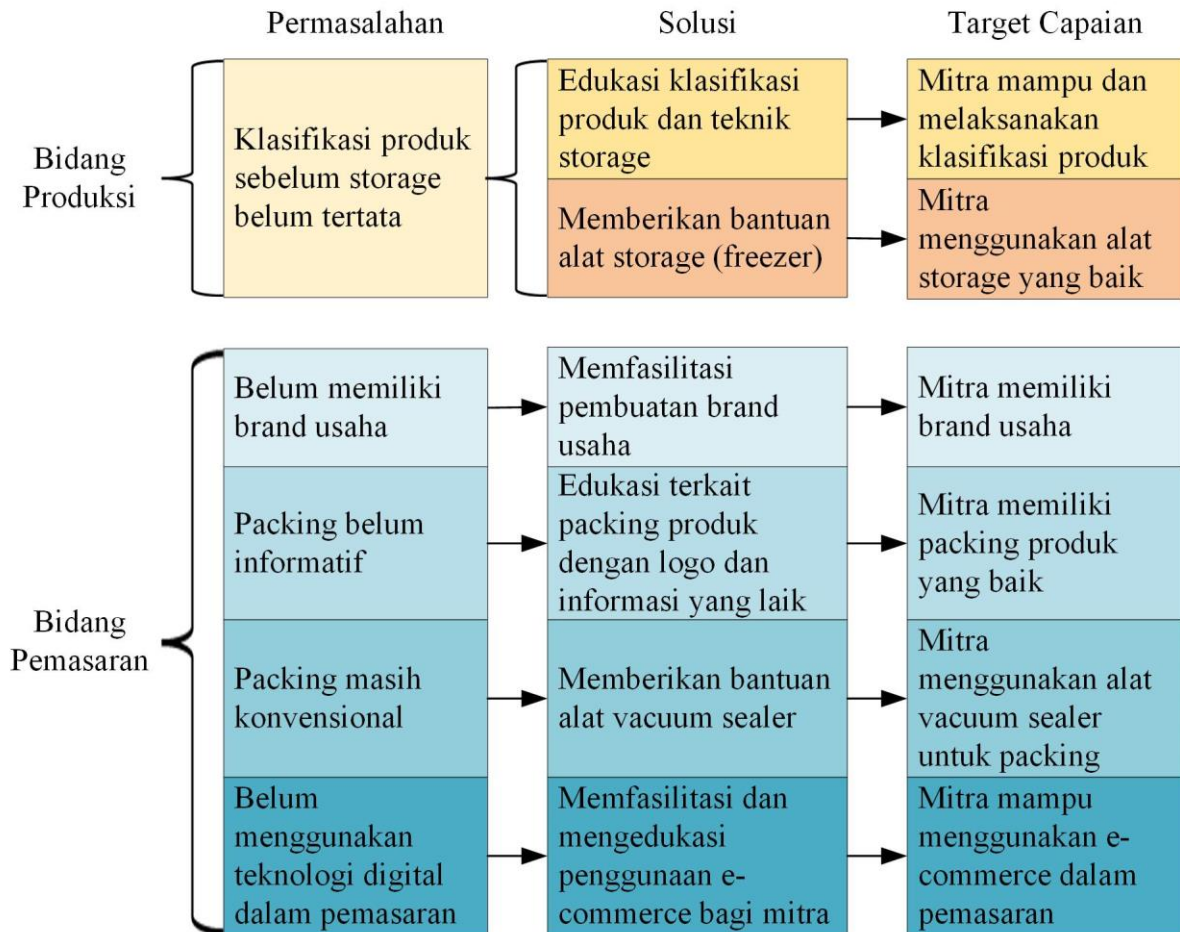 Permasalahan
Solusi
Target Capaian
Bidang
Produksi
Klasifikasi produk
sebelum storage
belum tertata
Edukasi klasifikasi
produk dan teknik
storage
Mitra mampu dan
melaksanakan
klasifikasi produk
Memberikan bantuan
alat storage (freezer)
Mitra
menggunakan alat
storage yang baik
Bidang
Pemasaran
Belum memiliki
brand usaha
Memfasilitasi
pembuatan brand
usaha
Mitra memiliki
brand usaha
Packing belum
informatif
Edukasi terkait
packing produk
dengan logo dan
informasi yang laik
Mitra memiliki
packing produk
yang baik
Packing masih
konvensional
Memberikan bantuan
alat vacuum sealer
Mitra
menggunakan alat
vacuum sealer
untuk packing
Belum
menggunakan
teknologi digital
dalam pemasaran
Memfasilitasi dan
mengedukasi
penggunaan e-
commerce bagi mitra
Mitra mampu
menggunakan e-
commerce dalam
pemasaran